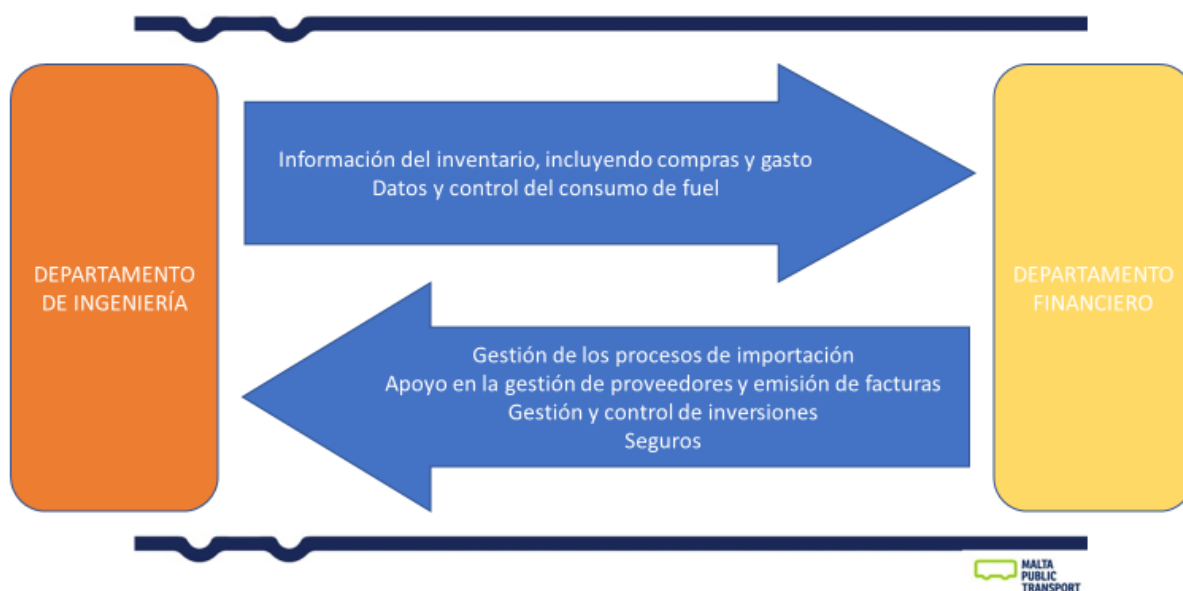 DEPARTAMENTO
DE INGENIERÍA
Información del inventario, incluyendo compras y gasto
Datos y control del consumo de fuel
Gestión de los procesos de importación
Apoyo en la gestión de proveedores y emisión de facturas
Gestión y control de inversiones
Seguros
DEPARTAMENTO
FINANCIERO
MALTA
PUBLIC
TRANSPORT